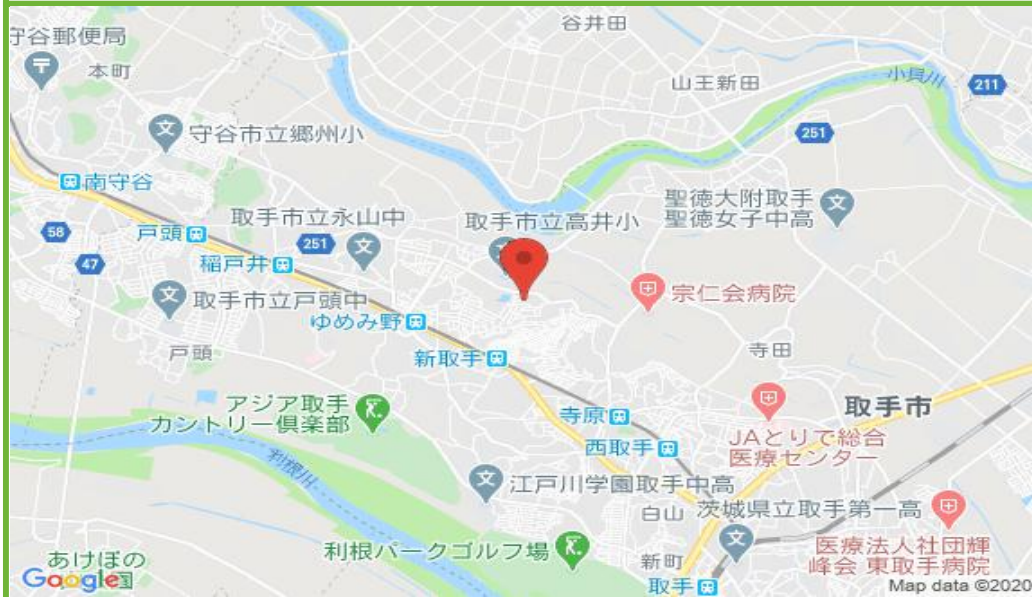 谷井田
守谷郵便局
本町
山王新田
小貝川
211
251
守谷市立郷州小
聖徳大附取手
聖徳女子中高
南守谷
取手市立永山中
取手市立高井小
58
戸頭
251
稲戸井
47
宗仁会病院
取手市立戸頭中
ゆめみ野
戸頭
新取手
寺田
アジア取手
カントリー倶楽部
寺原
取手市
西取手
JAとりで総合
医療センター
利根川
江戸川学園取手中高
白山
茨城県立取手第一高
利根パークゴルフ場
新町
医療法人社団輝
峰会 東取手病院
あけぼの
Google
取手
Map data ©2020